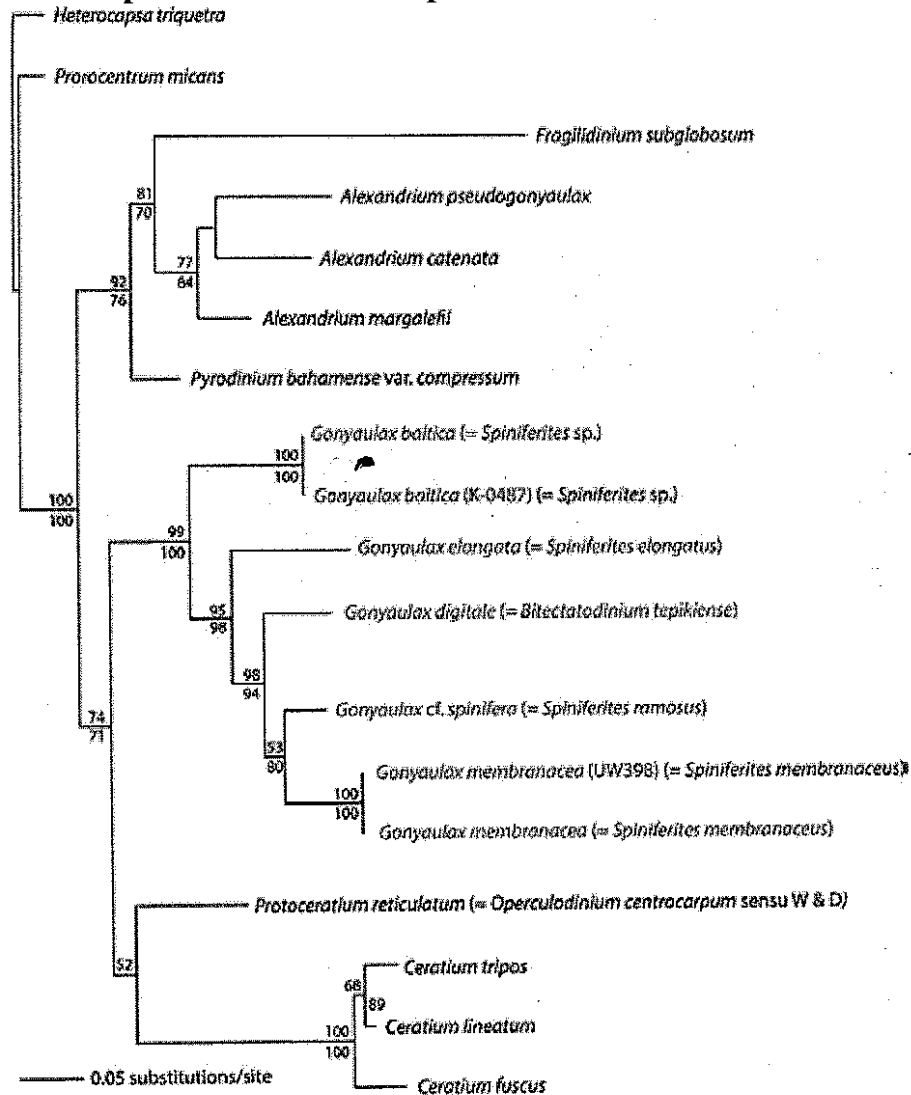 Heterocapsa triquetra
Prorocentrum micans
Fragilidinium subglobosum
81
70
Alexandrium pseudogonyaulax
77
64
Alexandrium catenata
92
76
Alexandrium margalefii
Pyrodinium bahamense var. compressum
Gonyaulax baltica (= Spiniferites sp.)
100
100
Gonyaulax baltica (K-0487) (= Spiniferites sp.)
100
100
99
100
Gonyaulax elongata (= Spiniferites elongatus)
95
98
Gonyaulax digitale (= Bitectatodinium tepikiense)
98
94
Gonyaulax cf. spinifera (= Spiniferites ramosus)
74
71
53
80
Gonyaulax membranacea (UW398) (= Spiniferites membranaceus)
100
100
Gonyaulax membranacea (= Spiniferites membranaceus)
Protoceratium reticulatum (= Operculodinium centrocarpum sensu W & D)
52
Ceratium tripos
68
89
Ceratium lineatum
100
100
Ceratium fuscus
0.05 substitutions/site